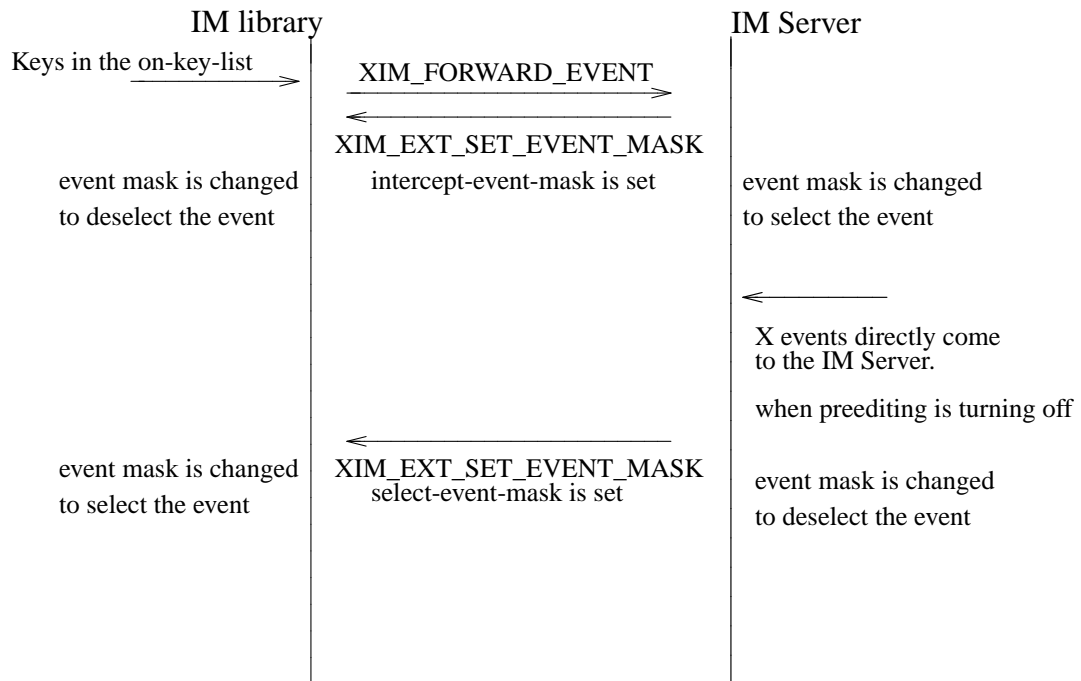 IM library
IM Server
Keys in the on-key-list
XIM_FORWARD_EVENT
XIM_EXT_SET_EVENT_MASK
intercept-event-mask is set
event mask is changed
to deselect the event
event mask is changed
to select the event
X events directly come
to the IM Server.
when preediting is turning off
XIM_EXT_SET_EVENT_MASK
select-event-mask is set
event mask is changed
to select the event
event mask is changed
to deselect the event